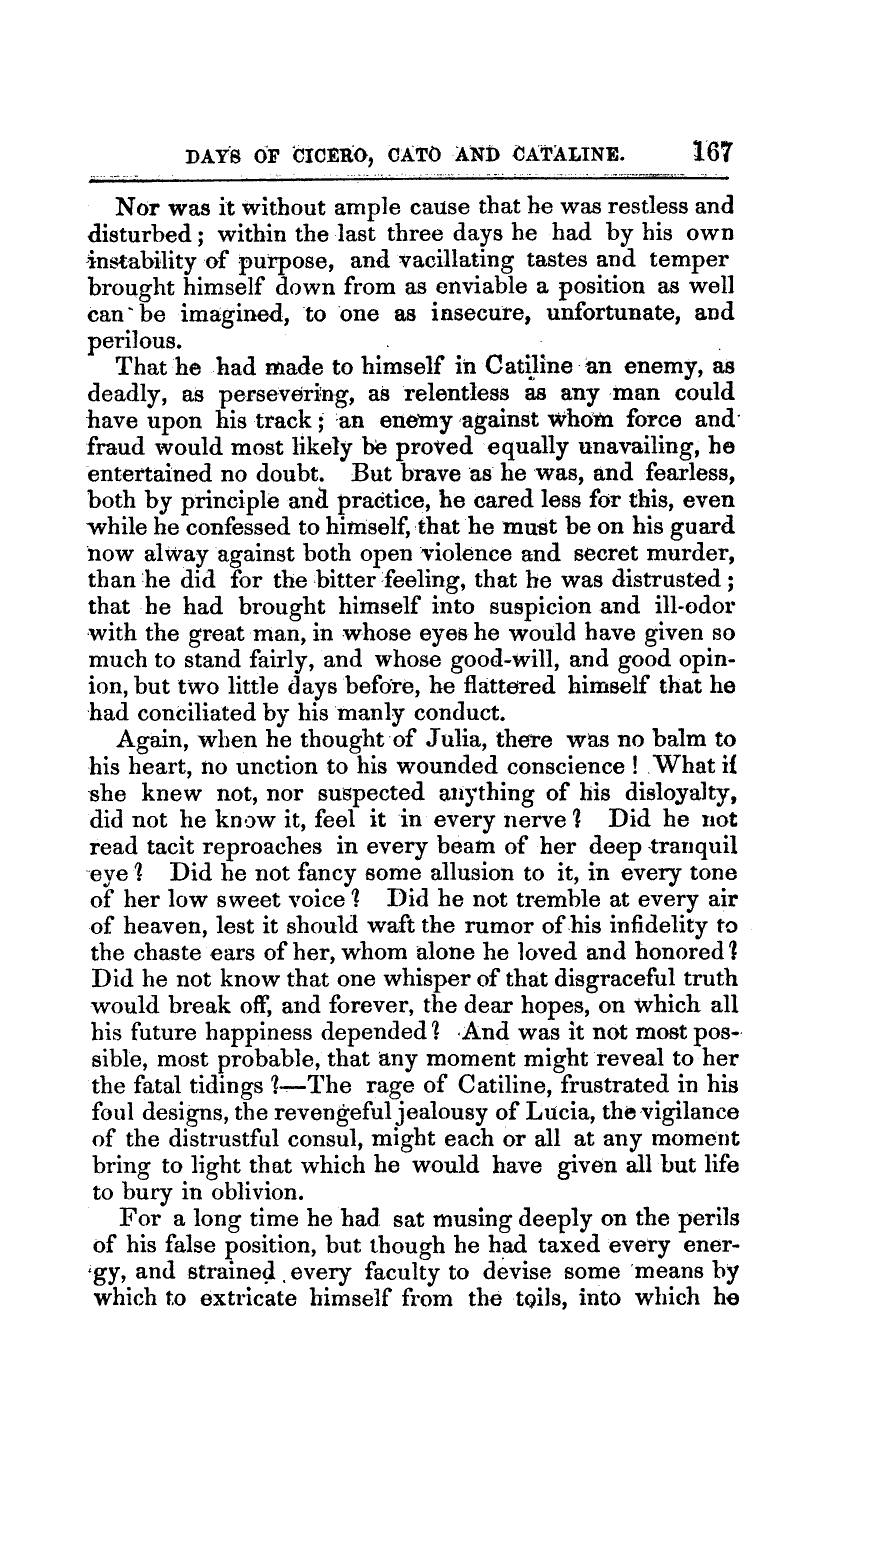 DAYS OF CICERO, CATO AND CATALINE. 167
Nor was it without ample cause that he was restless and
disturbed; within the last three days he had by his own
instability of purpose, and vacillating tastes and temper
brought himself down from as enviable a position as well
can be imagined, to one as insecure, unfortunate, and
perilous.
That he had made to himself in Catiline an enemy, as
deadly, as persevering, as relentless as any man could
have upon his track; an enemy against whom force and
fraud would most likely be proved equally unavailing, he
entertained no doubt. But brave as he was, and fearless,
both by principle and practice, he cared less for this, even
while he confessed to himself, that he must be on his guard
now alway against both open violence and secret murder,
than he did for the bitter feeling, that he was distrusted;
that he had brought himself into suspicion and ill-odor
with the great man, in whose eyes he would have given so
much to stand fairly, and whose good-will, and good opin-
ion, but two little days before, he flattered himself that he
had conciliated by his manly conduct.
Again, when he thought of Julia, there was no balm to
his heart, no unction to his wounded conscience! What if
she knew not, nor suspected anything of his disloyalty,
did not he know it, feel it in every nerve? Did he not
read tacit reproaches in every beam of her deep tranquil
eye? Did he not fancy some allusion to it, in every tone
of her low sweet voice? Did he not tremble at every air
of heaven, lest it should waft the rumor of his infidelity to
the chaste ears of her, whom alone he loved and honored?
Did he not know that one whisper of that disgraceful truth
would break off, and forever, the dear hopes, on which all
his future happiness depended? And was it not most pos-
sible, most probable, that any moment might reveal to her
the fatal tidings?—The rage of Catiline, frustrated in his
foul designs, the revengeful jealousy of Lucia, the vigilance
of the distrustful consul, might each or all at any moment
bring to light that which he would have given all but life
to bury in oblivion.
For a long time he had sat musing deeply on the perils
of his false position, but though he had taxed every ener-
gy, and strained every faculty to devise some means by
which to extricate himself from the toils, into which he